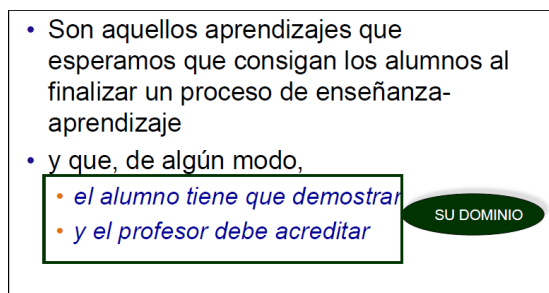 • Son aquellos aprendizajes que
esperamos que consigan los alumnos al
finalizar un proceso de enseñanza-
aprendizaje
• y que, de algún modo,
• el alumno tiene que demostrar
• y el profesor debe acreditar
SU DOMINIO